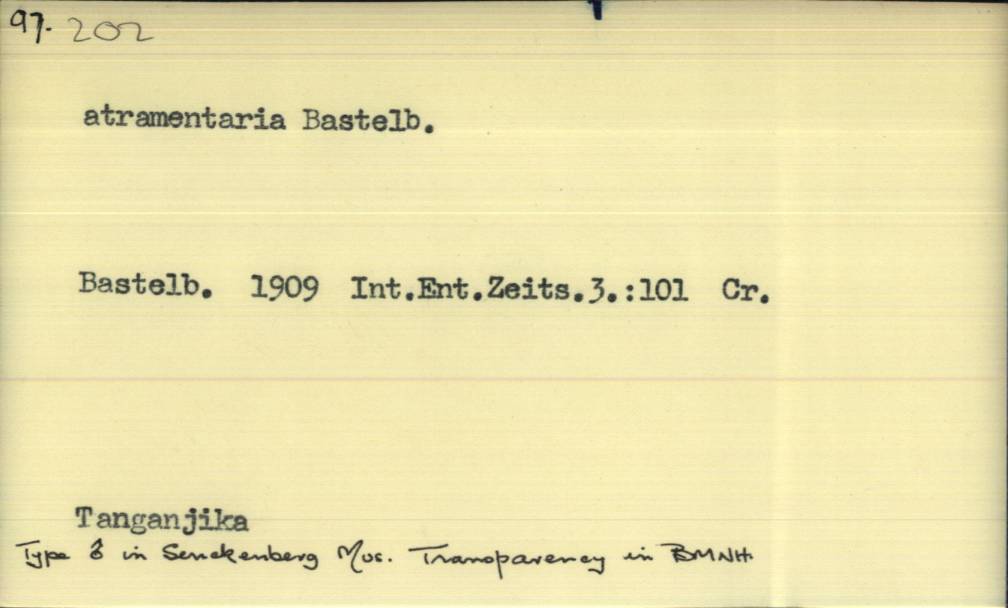 97. 202
atramentaria Bastelb.
Bastelb. 1909 Int.Ent.Zeits.3.:101 Cr.
Tanganjika
Type ♂ in Senckenberg Mus. Transparency in BMNH.